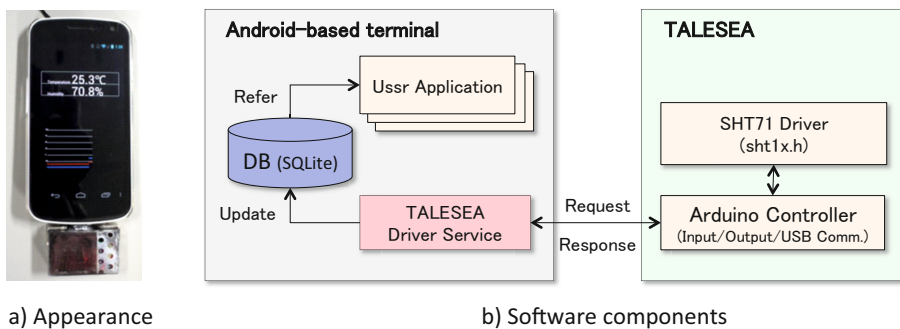 Temperature 25.3℃
Humidity 70.8%
a) Appearance
Android-based terminal
Ussr Application
Refer
DB (SQLite)
Update
TALESEA
Driver Service
Request
Response
TALESEA
SHT71 Driver
(sht1x.h)
Arduino Controller
(Input/Output/USB Comm.)
b) Software components